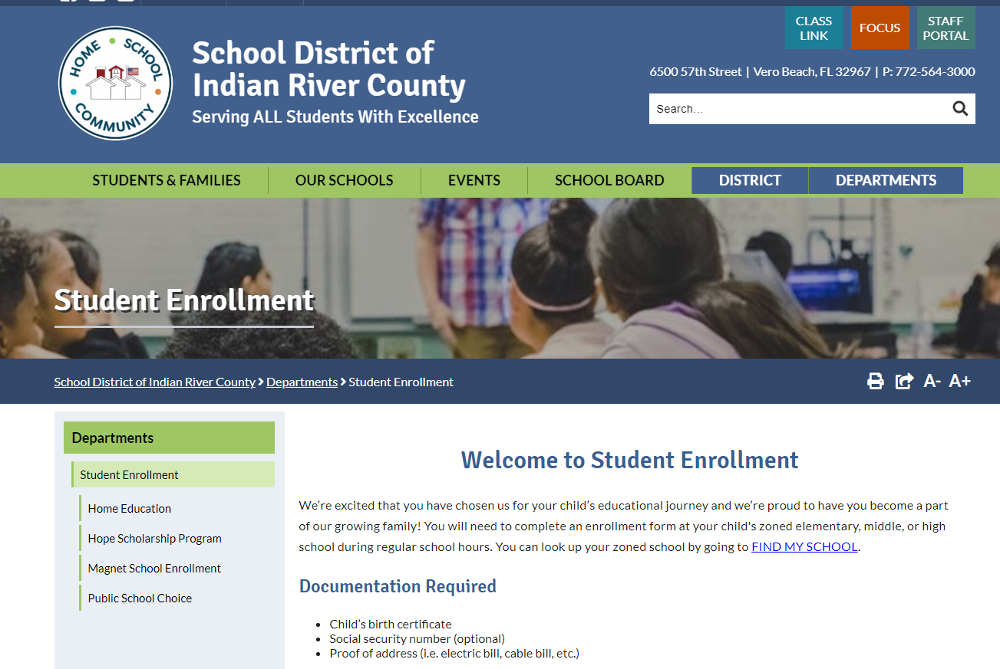 HOME SCHOOL
COMMUNITY
School District of
Indian River County
Serving ALL Students With Excellence
CLASS
LINK
FOCUS
STAFF
PORTAL
6500 57th Street | Vero Beach, FL 32967 | P: 772-564-3000
Search...
STUDENTS & FAMILIES
OUR SCHOOLS
EVENTS
SCHOOL BOARD
DISTRICT
DEPARTMENTS
Student Enrollment
School District of Indian River County > Departments > Student Enrollment
A- A+
Departments
Student Enrollment
Home Education
Hope Scholarship Program
Magnet School Enrollment
Public School Choice
Welcome to Student Enrollment
We’re excited that you have chosen us for your child’s educational journey and we’re proud to have you become a part
of our growing family! You will need to complete an enrollment form at your child's zoned elementary, middle, or high
school during regular school hours. You can look up your zoned school by going to FIND MY SCHOOL.
Documentation Required
• Child’s birth certificate
• Social security number (optional)
• Proof of address (i.e. electric bill, cable bill, etc.)